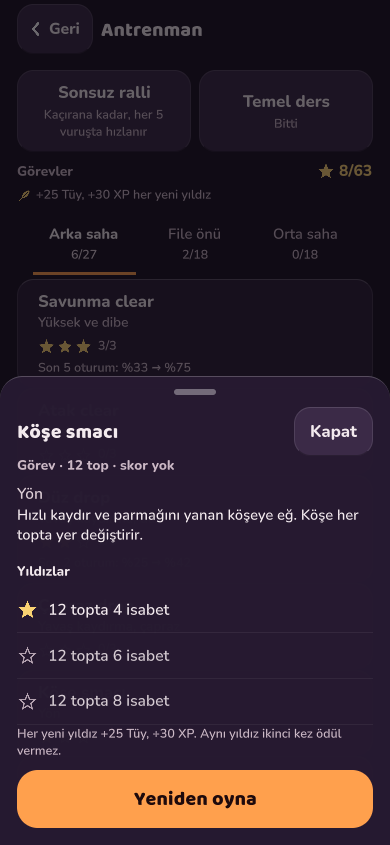 Geri
Antrenman
Sonsuz ralli
Kaçırana kadar, her 5
vuruşta hızlanır
Temel ders
Bitti
Görevler
8/63
+25 Tüy, +30 XP her yeni yıldız
Arka saha
6/27
File önü
2/18
Orta saha
0/18
Savunma clear
Yüksek ve dibe
3/3
Son 5 oturum: %33 → %75
Köşe smacı
Kapat
Görev · 12 top · skor yok
Yön
Hızlı kaydır ve parmağını yanan köşeye eğ. Köşe her
topta yer değiştirir.
Yıldızlar
12 topta 4 isabet
12 topta 6 isabet
12 topta 8 isabet
Her yeni yıldız +25 Tüy, +30 XP. Aynı yıldız ikinci kez ödül
vermez.
Yeniden oyna